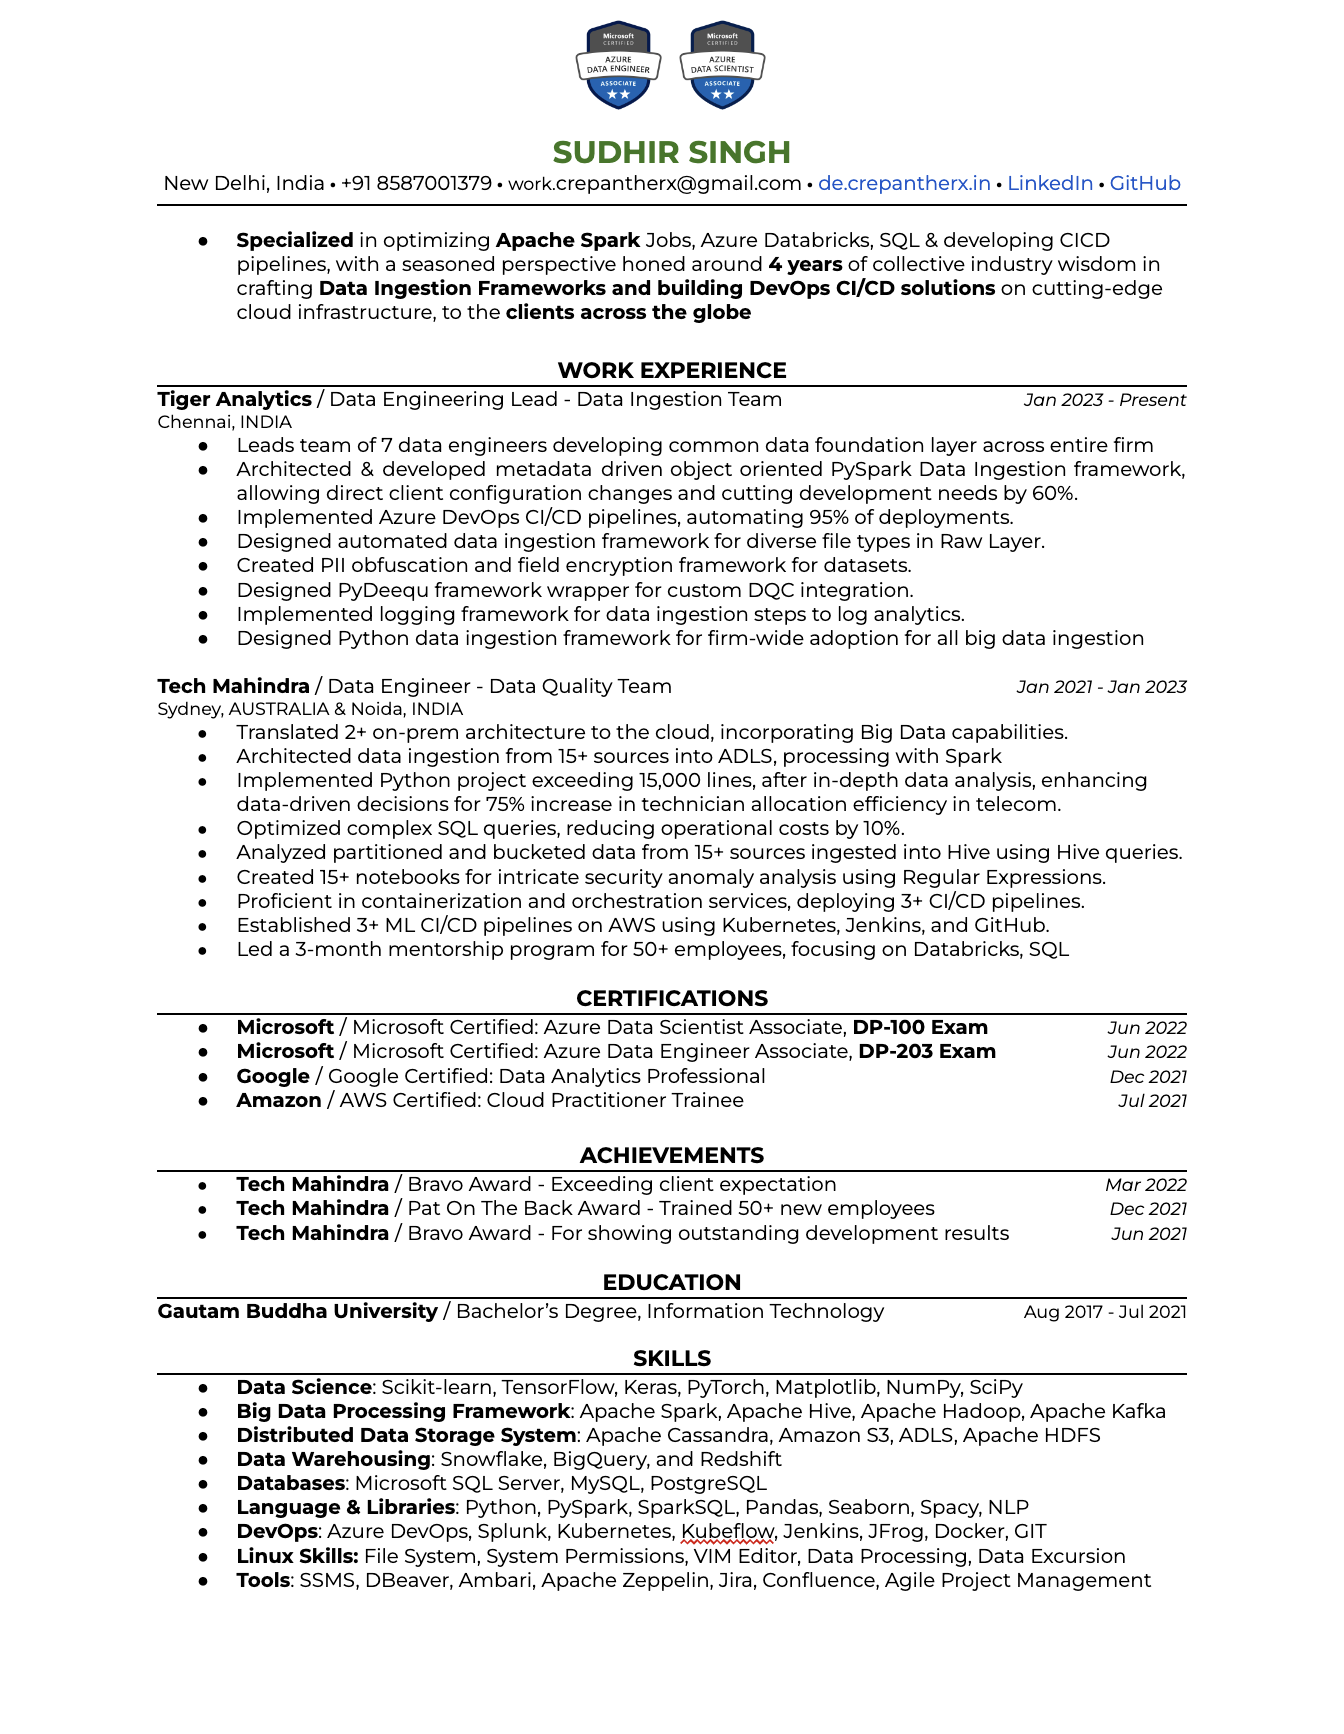 Microsoft
CERTIFIED
AZURE
DATA ENGINEER
ASSOCIATE
Microsoft
CERTIFIED
AZURE
DATA SCIENTIST
ASSOCIATE
SUDHIR SINGH
New Delhi, India • +91 8587001379 • work.crepantherx@gmail.com • de.crepantherx.in • LinkedIn • GitHub
● Specialized in optimizing Apache Spark Jobs, Azure Databricks, SQL & developing CICD
pipelines, with a seasoned perspective honed around 4 years of collective industry wisdom in
crafting Data Ingestion Frameworks and building DevOps CI/CD solutions on cutting-edge
cloud infrastructure, to the clients across the globe
WORK EXPERIENCE
Tiger Analytics / Data Engineering Lead - Data Ingestion Team Jan 2023 - Present
Chennai, INDIA
● Leads team of 7 data engineers developing common data foundation layer across entire firm
● Architected & developed metadata driven object oriented PySpark Data Ingestion framework,
allowing direct client configuration changes and cutting development needs by 60%.
● Implemented Azure DevOps CI/CD pipelines, automating 95% of deployments.
● Designed automated data ingestion framework for diverse file types in Raw Layer.
● Created PII obfuscation and field encryption framework for datasets.
● Designed PyDeequ framework wrapper for custom DQC integration.
● Implemented logging framework for data ingestion steps to log analytics.
● Designed Python data ingestion framework for firm-wide adoption for all big data ingestion
Tech Mahindra / Data Engineer - Data Quality Team Jan 2021 - Jan 2023
Sydney, AUSTRALIA & Noida, INDIA
● Translated 2+ on-prem architecture to the cloud, incorporating Big Data capabilities.
● Architected data ingestion from 15+ sources into ADLS, processing with Spark
● Implemented Python project exceeding 15,000 lines, after in-depth data analysis, enhancing
data-driven decisions for 75% increase in technician allocation efficiency in telecom.
● Optimized complex SQL queries, reducing operational costs by 10%.
● Analyzed partitioned and bucketed data from 15+ sources ingested into Hive using Hive queries.
● Created 15+ notebooks for intricate security anomaly analysis using Regular Expressions.
● Proficient in containerization and orchestration services, deploying 3+ CI/CD pipelines.
● Established 3+ ML CI/CD pipelines on AWS using Kubernetes, Jenkins, and GitHub.
● Led a 3-month mentorship program for 50+ employees, focusing on Databricks, SQL
CERTIFICATIONS
● Microsoft / Microsoft Certified: Azure Data Scientist Associate, DP-100 Exam Jun 2022
● Microsoft / Microsoft Certified: Azure Data Engineer Associate, DP-203 Exam Jun 2022
● Google / Google Certified: Data Analytics Professional Dec 2021
● Amazon / AWS Certified: Cloud Practitioner Trainee Jul 2021
ACHIEVEMENTS
● Tech Mahindra / Bravo Award - Exceeding client expectation Mar 2022
● Tech Mahindra / Pat On The Back Award - Trained 50+ new employees Dec 2021
● Tech Mahindra / Bravo Award - For showing outstanding development results Jun 2021
EDUCATION
Gautam Buddha University / Bachelor’s Degree, Information Technology Aug 2017 - Jul 2021
SKILLS
● Data Science: Scikit-learn, TensorFlow, Keras, PyTorch, Matplotlib, NumPy, SciPy
● Big Data Processing Framework: Apache Spark, Apache Hive, Apache Hadoop, Apache Kafka
● Distributed Data Storage System: Apache Cassandra, Amazon S3, ADLS, Apache HDFS
● Data Warehousing: Snowflake, BigQuery, and Redshift
● Databases: Microsoft SQL Server, MySQL, PostgreSQL
● Language & Libraries: Python, PySpark, SparkSQL, Pandas, Seaborn, Spacy, NLP
● DevOps: Azure DevOps, Splunk, Kubernetes, Kubeflow, Jenkins, JFrog, Docker, GIT
● Linux Skills: File System, System Permissions, VIM Editor, Data Processing, Data Excursion
● Tools: SSMS, DBeaver, Ambari, Apache Zeppelin, Jira, Confluence, Agile Project Management